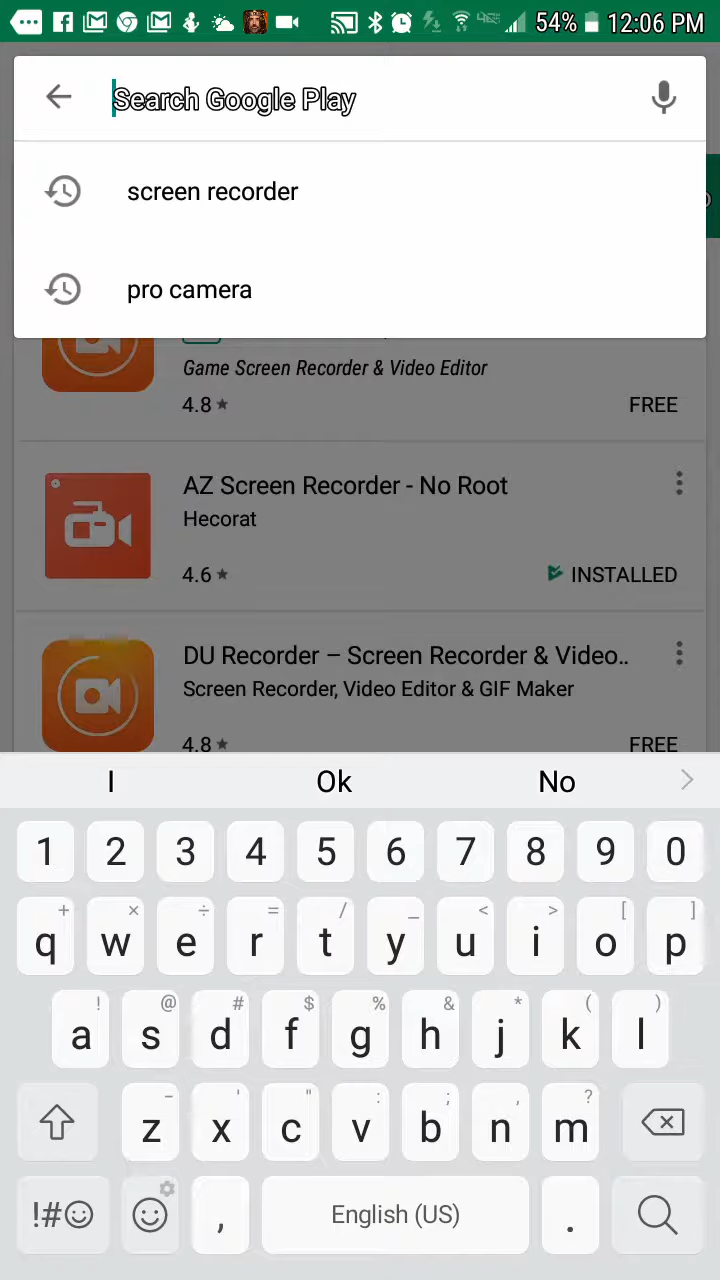 54% 12:06 PM
Search Google Play
screen recorder
pro camera
Game Screen Recorder & Video Editor
4.8 ★ FREE
AZ Screen Recorder - No Root
Hecorat
4.6 ★ INSTALLED
DU Recorder – Screen Recorder & Video..
Screen Recorder, Video Editor & GIF Maker
4.8 ★ FREE
I Ok No
1 2 3 4 5 6 7 8 9 0
+ × ÷ = / _ < > [ ]
q w e r t y u i o p
! @ # $ % & * ( )
a s d f g h j k l
- ' " : ; , ?
z x c v b n m
!#☺ , English (US) .